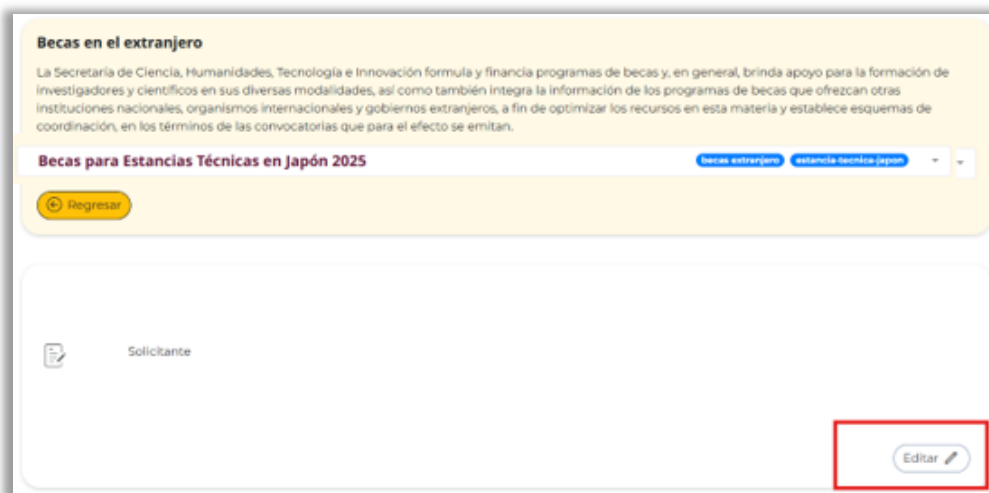 Becas en el extranjero
La Secretaría de Ciencia, Humanidades, Tecnología e Innovación formula y financia programas de becas y, en general, brinda apoyo para la formación de
investigadores y científicos en sus diversas modalidades, así como también integra la información de los programas de becas que ofrezcan otras
instituciones nacionales, organismos internacionales y gobiernos extranjeros, a fin de optimizar los recursos en esta materia y establece esquemas de
coordinación, en los términos de las convocatorias que para el efecto se emitan.
Becas para Estancias Técnicas en Japón 2025 becas extranjero estancia-tecnica-japon
Regresar
Solicitante
Editar